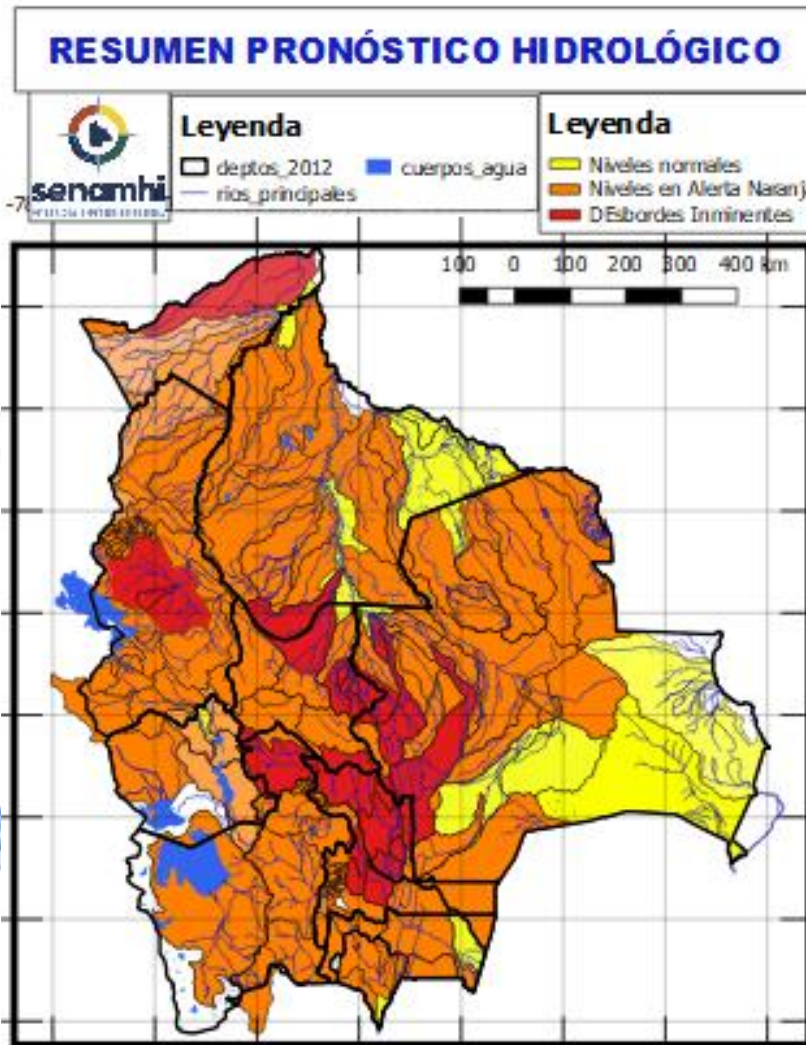 RESUMEN PRONÓSTICO HIDROLÓGICO
Leyenda
deptos_2012
cuerpos_agua
rios_principales
Leyenda
Niveles normales
Niveles en Alerta Naranj
DEsbordes Inminentes
senamhi
100 0 100 200 300 400 km